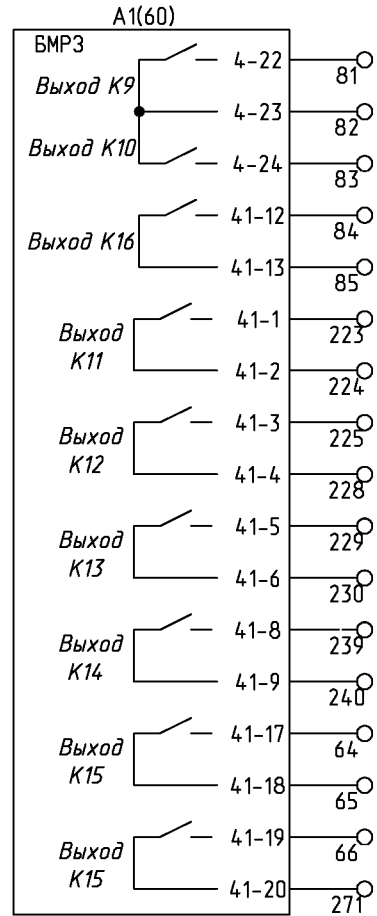 А1(60)
БМРЗ
4-22
81
Выход К9
4-23
82
Выход К10
4-24
83
41-12
84
Выход К16
41-13
85
41-1
223
Выход
К11
41-2
224
41-3
225
Выход
К12
41-4
228
41-5
229
Выход
К13
41-6
230
41-8
239
Выход
К14
41-9
240
41-17
64
Выход
К15
41-18
65
41-19
66
Выход
К15
41-20
271